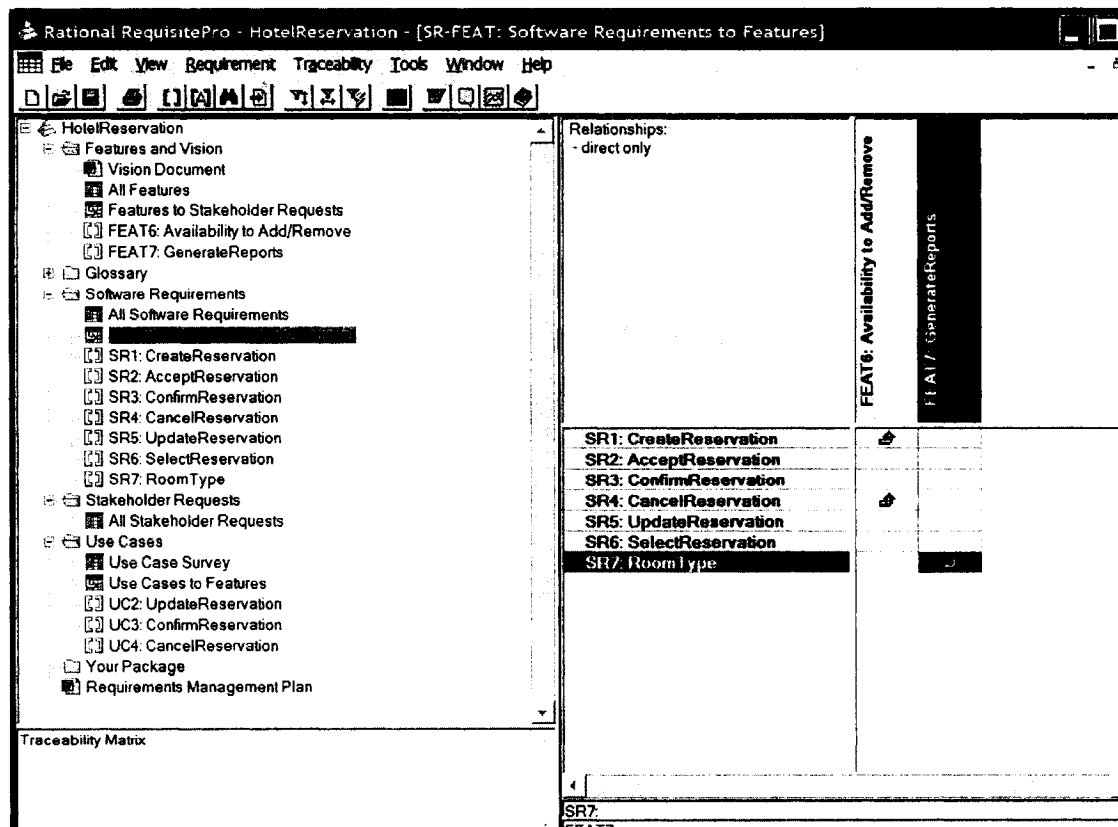 Rational RequisitePro - HotelReservation - [SR-FEAT: Software Requirements to Features]
File Edit View Requirement Traceability Tools Window Help
HotelReservation
Features and Vision
Vision Document
All Features
Features to Stakeholder Requests
FEAT6: Availability to Add/Remove
FEAT7: GenerateReports
Glossary
Software Requirements
All Software Requirements
SR1: CreateReservation
SR2: AcceptReservation
SR3: ConfirmReservation
SR4: CancelReservation
SR5: UpdateReservation
SR6: SelectReservation
SR7: RoomType
Stakeholder Requests
All Stakeholder Requests
Use Cases
Use Case Survey
Use Cases to Features
UC2: UpdateReservation
UC3: ConfirmReservation
UC4: CancelReservation
Your Package
Requirements Management Plan
Traceability Matrix
Relationships:
- direct only
FEAT6: Availability to Add/Remove
FEAT7: GenerateReports
SR1: CreateReservation
SR2: AcceptReservation
SR3: ConfirmReservation
SR4: CancelReservation
SR5: UpdateReservation
SR6: SelectReservation
SR7: RoomType
SR7:
FEAT7